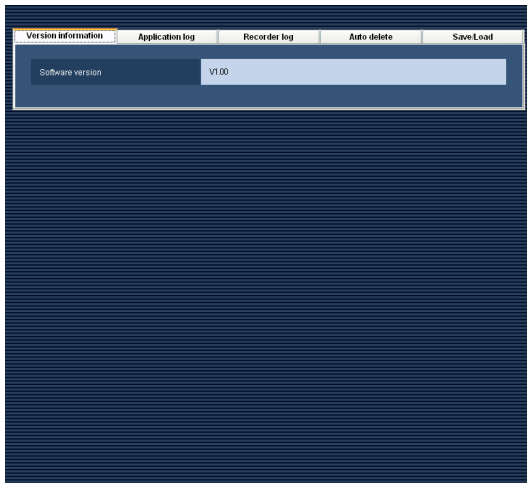 Version information Application log Recorder log Auto delete Save/Load
Software version V1.00